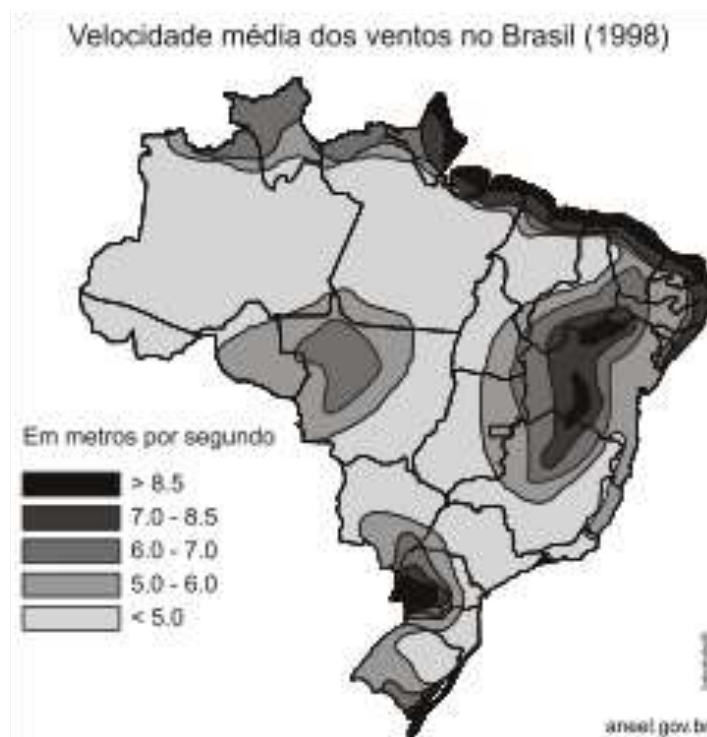 Velocidade média dos ventos no Brasil (1998)
Em metros por segundo
> 8.5
7.0 - 8.5
6.0 - 7.0
5.0 - 6.0
< 5.0
aneel.gov.br